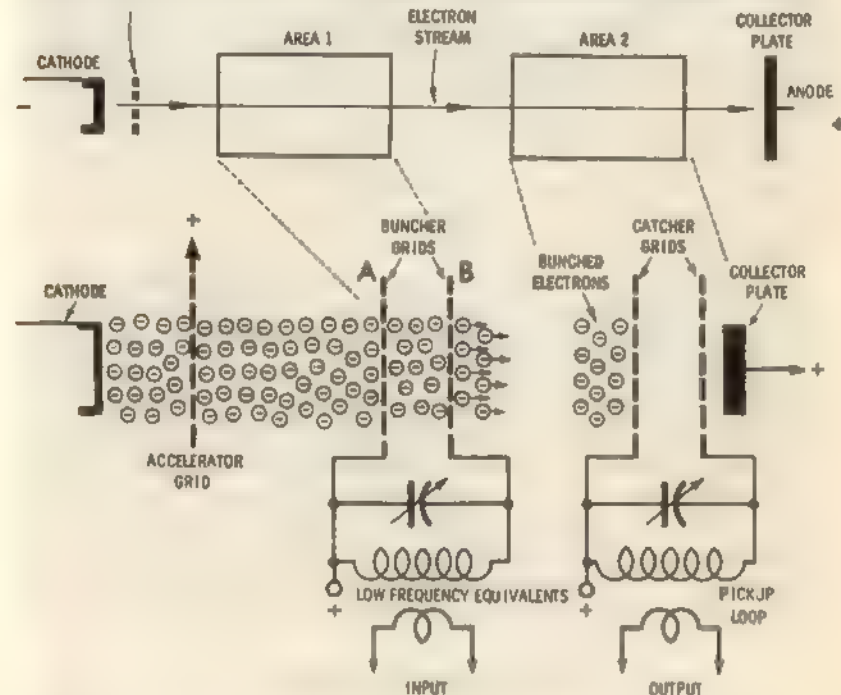 ELECTRON
STREAM
COLLECTOR
PLATE
CATHODE
AREA 1
AREA 2
ANODE
BUNCHER
GRIDS
CATCHER
GRIDS
A
B
BUNCHED
ELECTRONS
COLLECTOR
PLATE
CATHODE
+
+
ACCELERATOR
GRID
LOW FREQUENCY EQUIVALENTS
+
+
PICKUP
LOOP
INPUT
OUTPUT